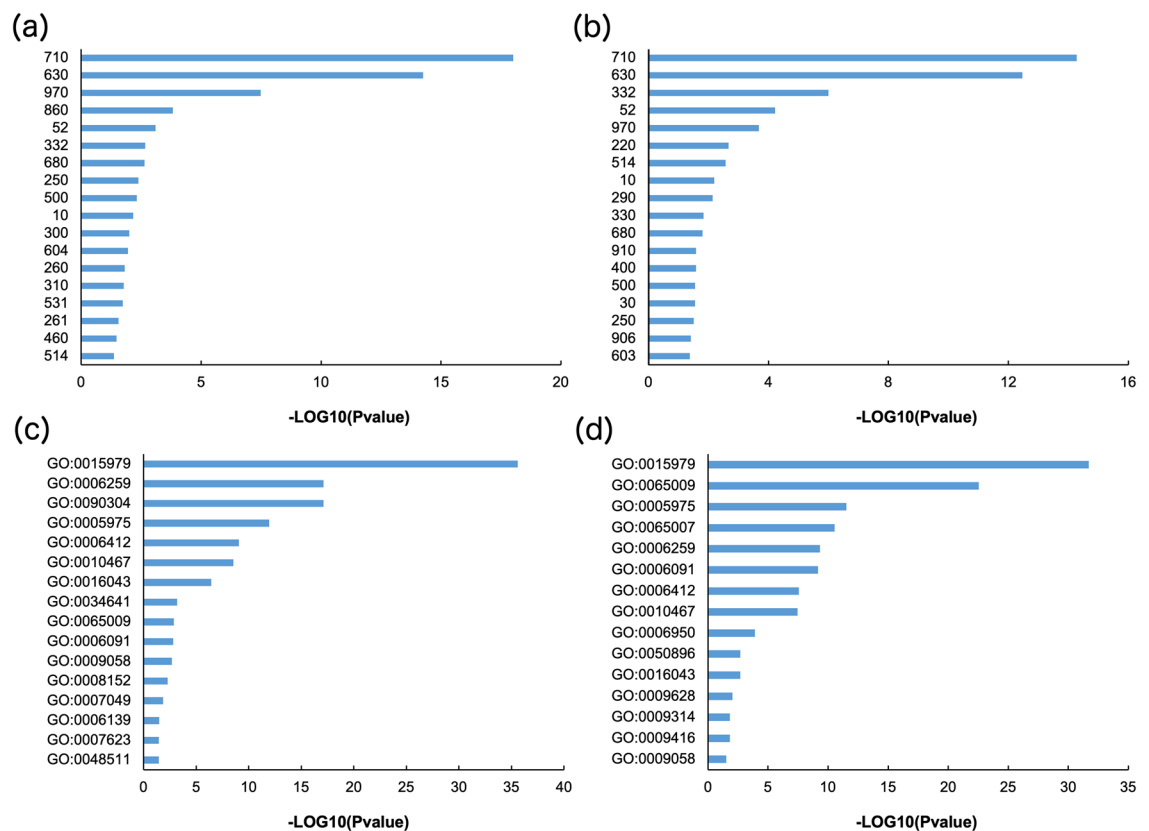 (a)
710
630
970
860
52
332
680
250
500
10
300
604
260
310
531
261
460
514
0 5 10 15 20
-LOG10(Pvalue)
(b)
710
630
332
52
970
220
514
10
290
330
680
910
400
500
30
250
906
603
0 4 8 12 16
-LOG10(Pvalue)
(c)
GO:0015979
GO:0006259
GO:0090304
GO:0005975
GO:0006412
GO:0010467
GO:0016043
GO:0034641
GO:0065009
GO:0006091
GO:0009058
GO:0008152
GO:0007049
GO:0006139
GO:0007623
GO:0048511
0 5 10 15 20 25 30 35 40
-LOG10(Pvalue)
(d)
GO:0015979
GO:0065009
GO:0005975
GO:0065007
GO:0006259
GO:0006091
GO:0006412
GO:0010467
GO:0006950
GO:0050896
GO:0016043
GO:0009628
GO:0009314
GO:0009416
GO:0009058
0 5 10 15 20 25 30 35
-LOG10(Pvalue)